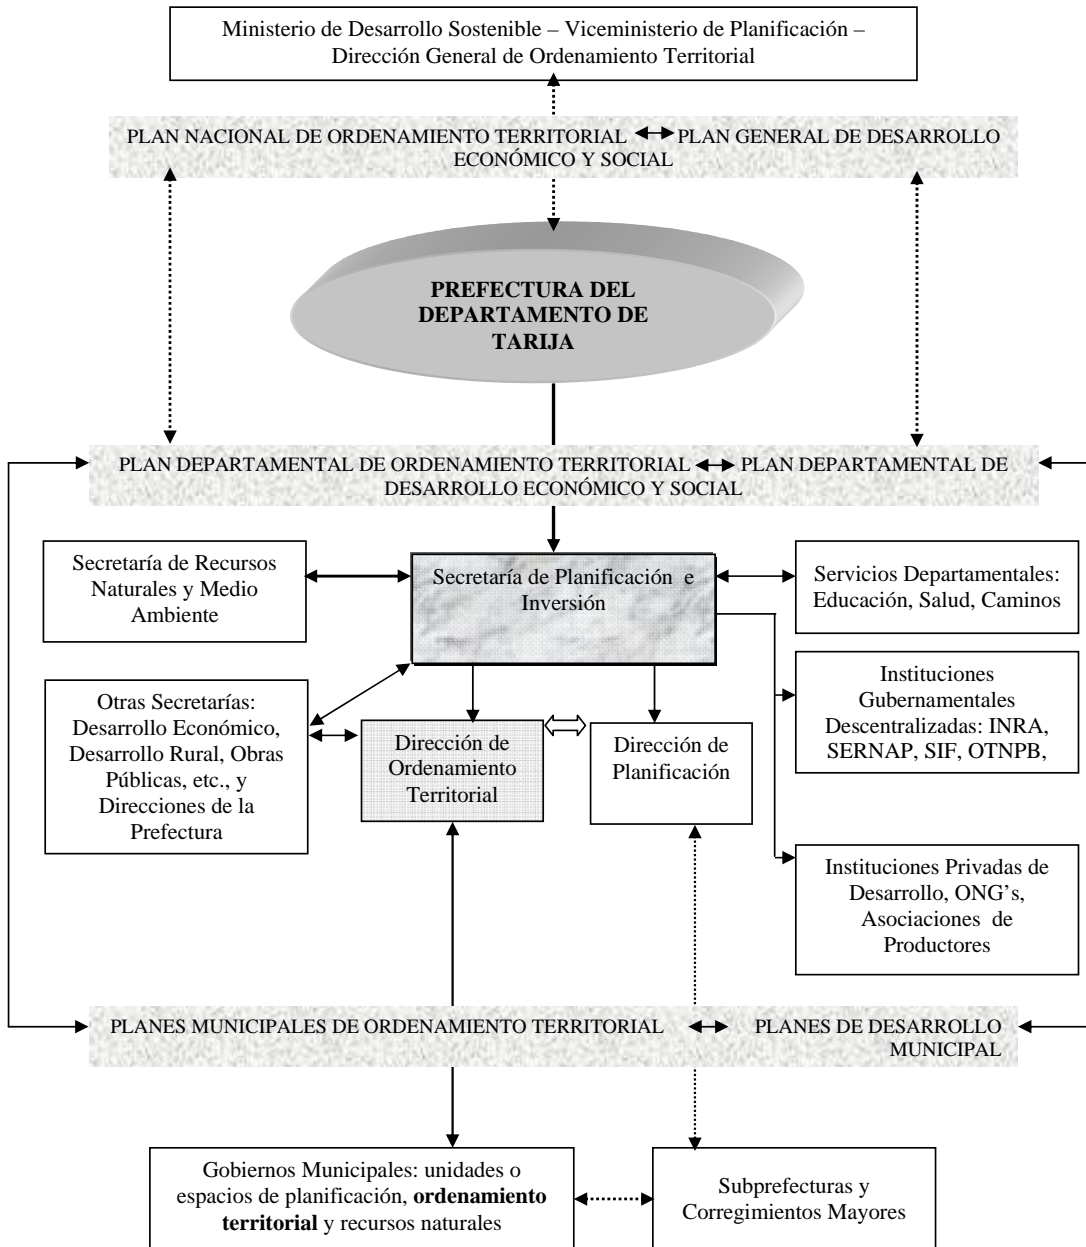 Ministerio de Desarrollo Sostenible – Viceministerio de Planificación –
Dirección General de Ordenamiento Territorial
PLAN NACIONAL DE ORDENAMIENTO TERRITORIAL PLAN GENERAL DE DESARROLLO
ECONÓMICO Y SOCIAL
PREFECTURA DEL
DEPARTAMENTO DE
TARIJA
PLAN DEPARTAMENTAL DE ORDENAMIENTO TERRITORIAL PLAN DEPARTAMENTAL DE
DESARROLLO ECONÓMICO Y SOCIAL
Secretaría de Recursos
Naturales y Medio
Ambiente
Secretaría de Planificación e
Inversión
Servicios Departamentales:
Educación, Salud, Caminos
Otras Secretarías:
Desarrollo Económico,
Desarrollo Rural, Obras
Públicas, etc., y
Direcciones de la
Prefectura
Dirección de
Ordenamiento
Territorial
Dirección de
Planificación
Instituciones
Gubernamentales
Descentralizadas: INRA,
SERNAP, SIF, OTNPB,
Instituciones Privadas de
Desarrollo, ONG's,
Asociaciones de
Productores
PLANES MUNICIPALES DE ORDENAMIENTO TERRITORIAL PLANES DE DESARROLLO
MUNICIPAL
Gobiernos Municipales: unidades o
espacios de planificación, ordenamiento
territorial y recursos naturales
Subprefecturas y
Corregimientos Mayores